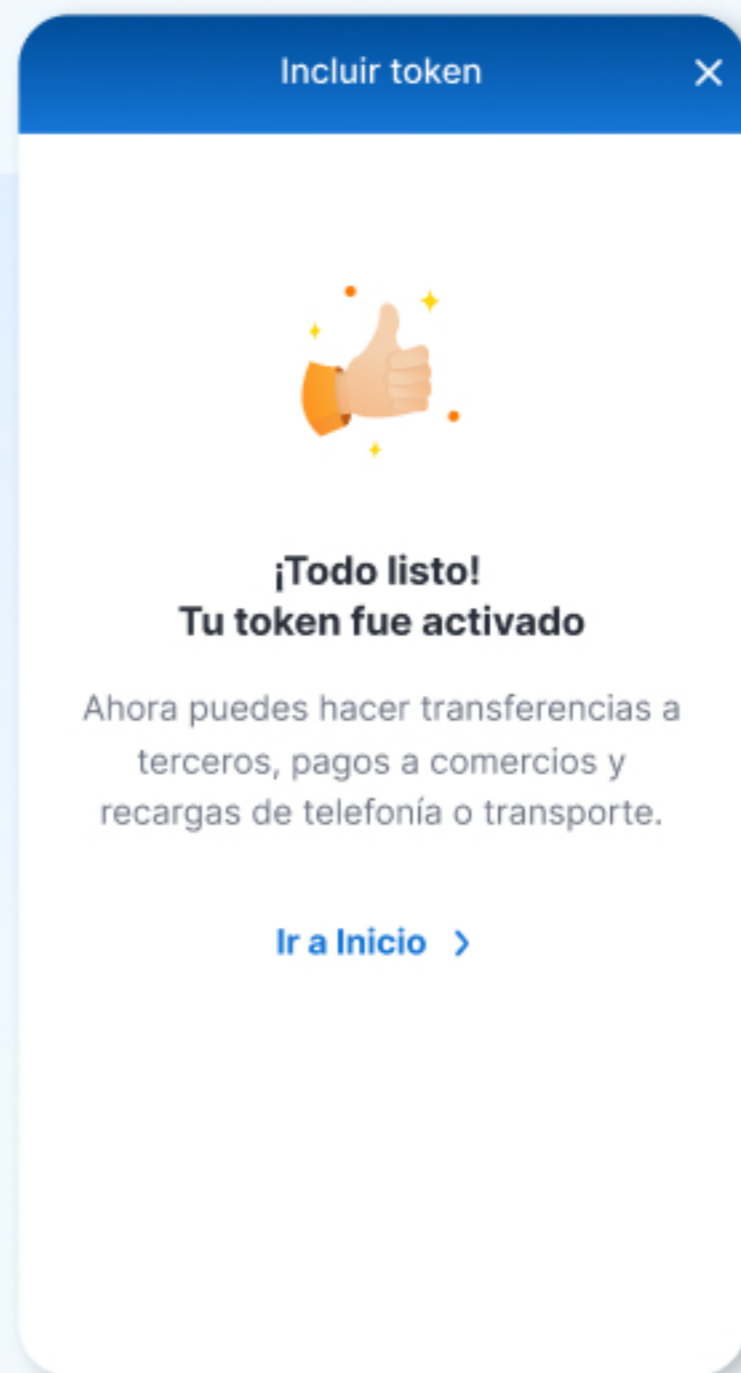 Incluir token
¡Todo listo!
Tu token fue activado
Ahora puedes hacer transferencias a
terceros, pagos a comercios y
recargas de telefonía o transporte.
Ir a Inicio